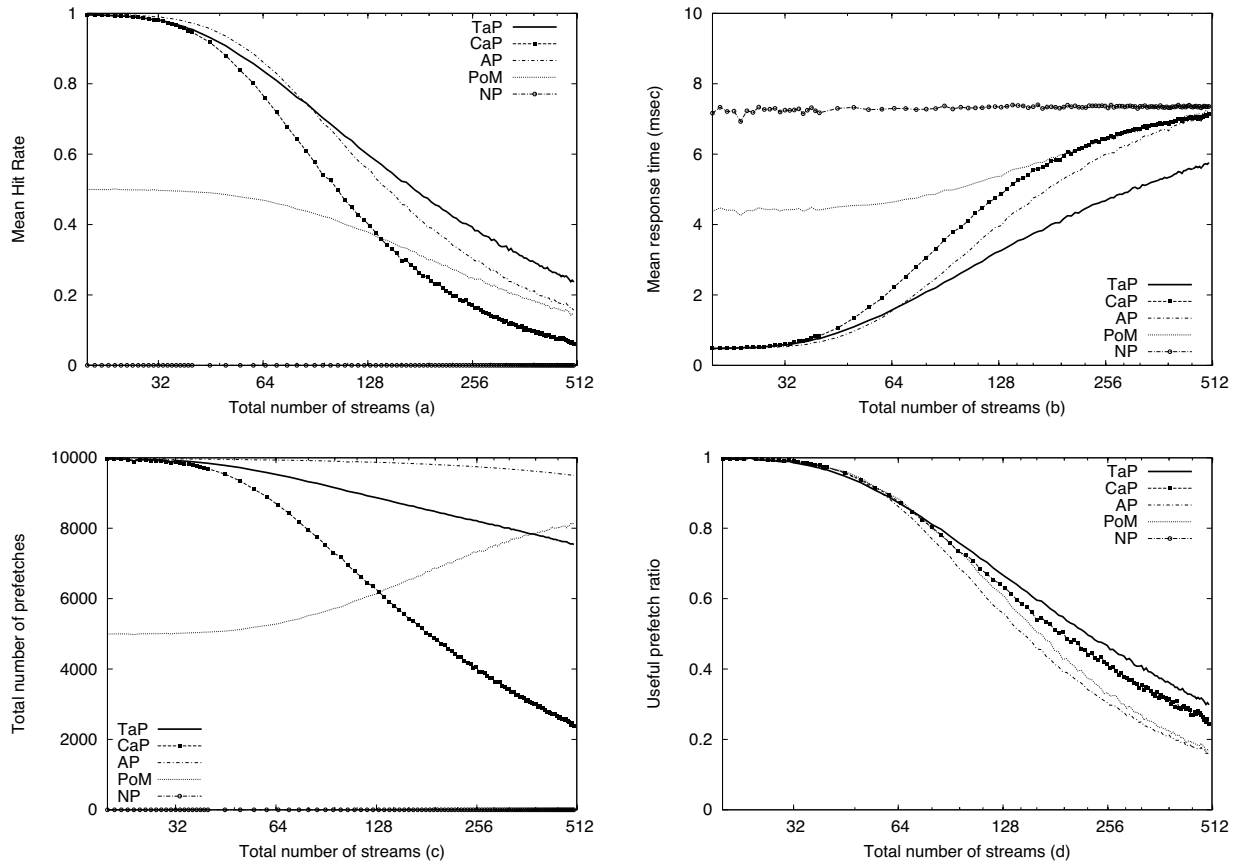 1
0.8
0.6
0.4
0.2
0
Mean Hit Rate
32 64 128 256 512
Total number of streams (a)
TaP
CaP
AP
PoM
NP
10
8
6
4
2
0
Mean response time (msec)
32 64 128 256 512
Total number of streams (b)
TaP
CaP
AP
PoM
NP
10000
8000
6000
4000
2000
0
Total number of prefetches
32 64 128 256 512
Total number of streams (c)
TaP
CaP
AP
PoM
NP
1
0.8
0.6
0.4
0.2
0
Useful prefetch ratio
32 64 128 256 512
Total number of streams (d)
TaP
CaP
AP
PoM
NP